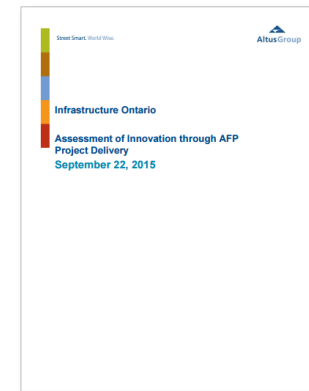 Street Smart. World Wise.
AltusGroup
Infrastructure Ontario
Assessment of Innovation through AFP
Project Delivery
September 22, 2015